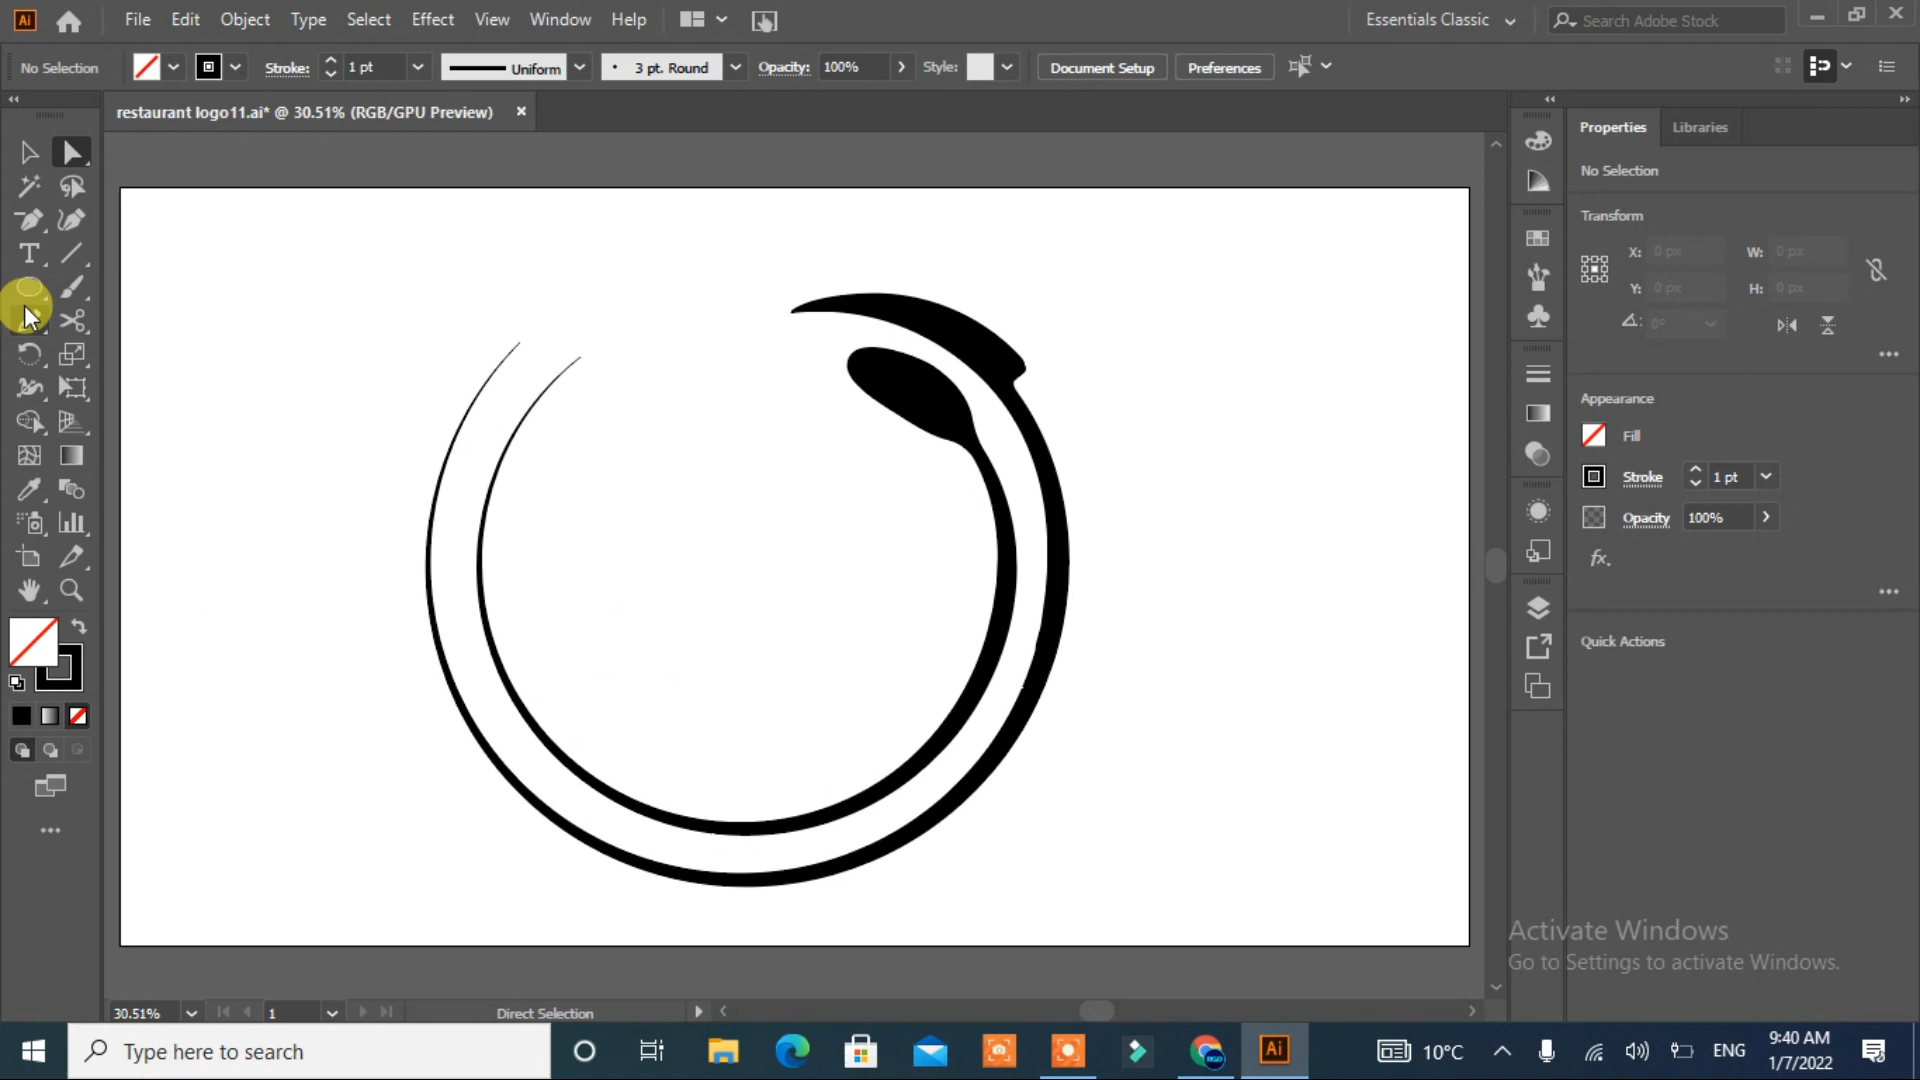 Ai File Edit Object Type Select Effect View Window Help Essentials Classic Search Adobe Stock
No Selection Stroke: 1 pt Uniform 3 pt. Round Opacity: 100% Style: Document Setup Preferences
restaurant logo11.ai* @ 30.51% (RGB/GPU Preview)
Properties Libraries
No Selection
Transform
X: 0 px W: 0 px
Y: 0 px H: 0 px
0°
Appearance
Fill
Stroke 1 pt
Opacity 100%
fx.
Quick Actions
Activate Windows
Go to Settings to activate Windows.
30.51% 1 Direct Selection
Type here to search Ai 10°C ENG 9:40 AM
1/7/2022